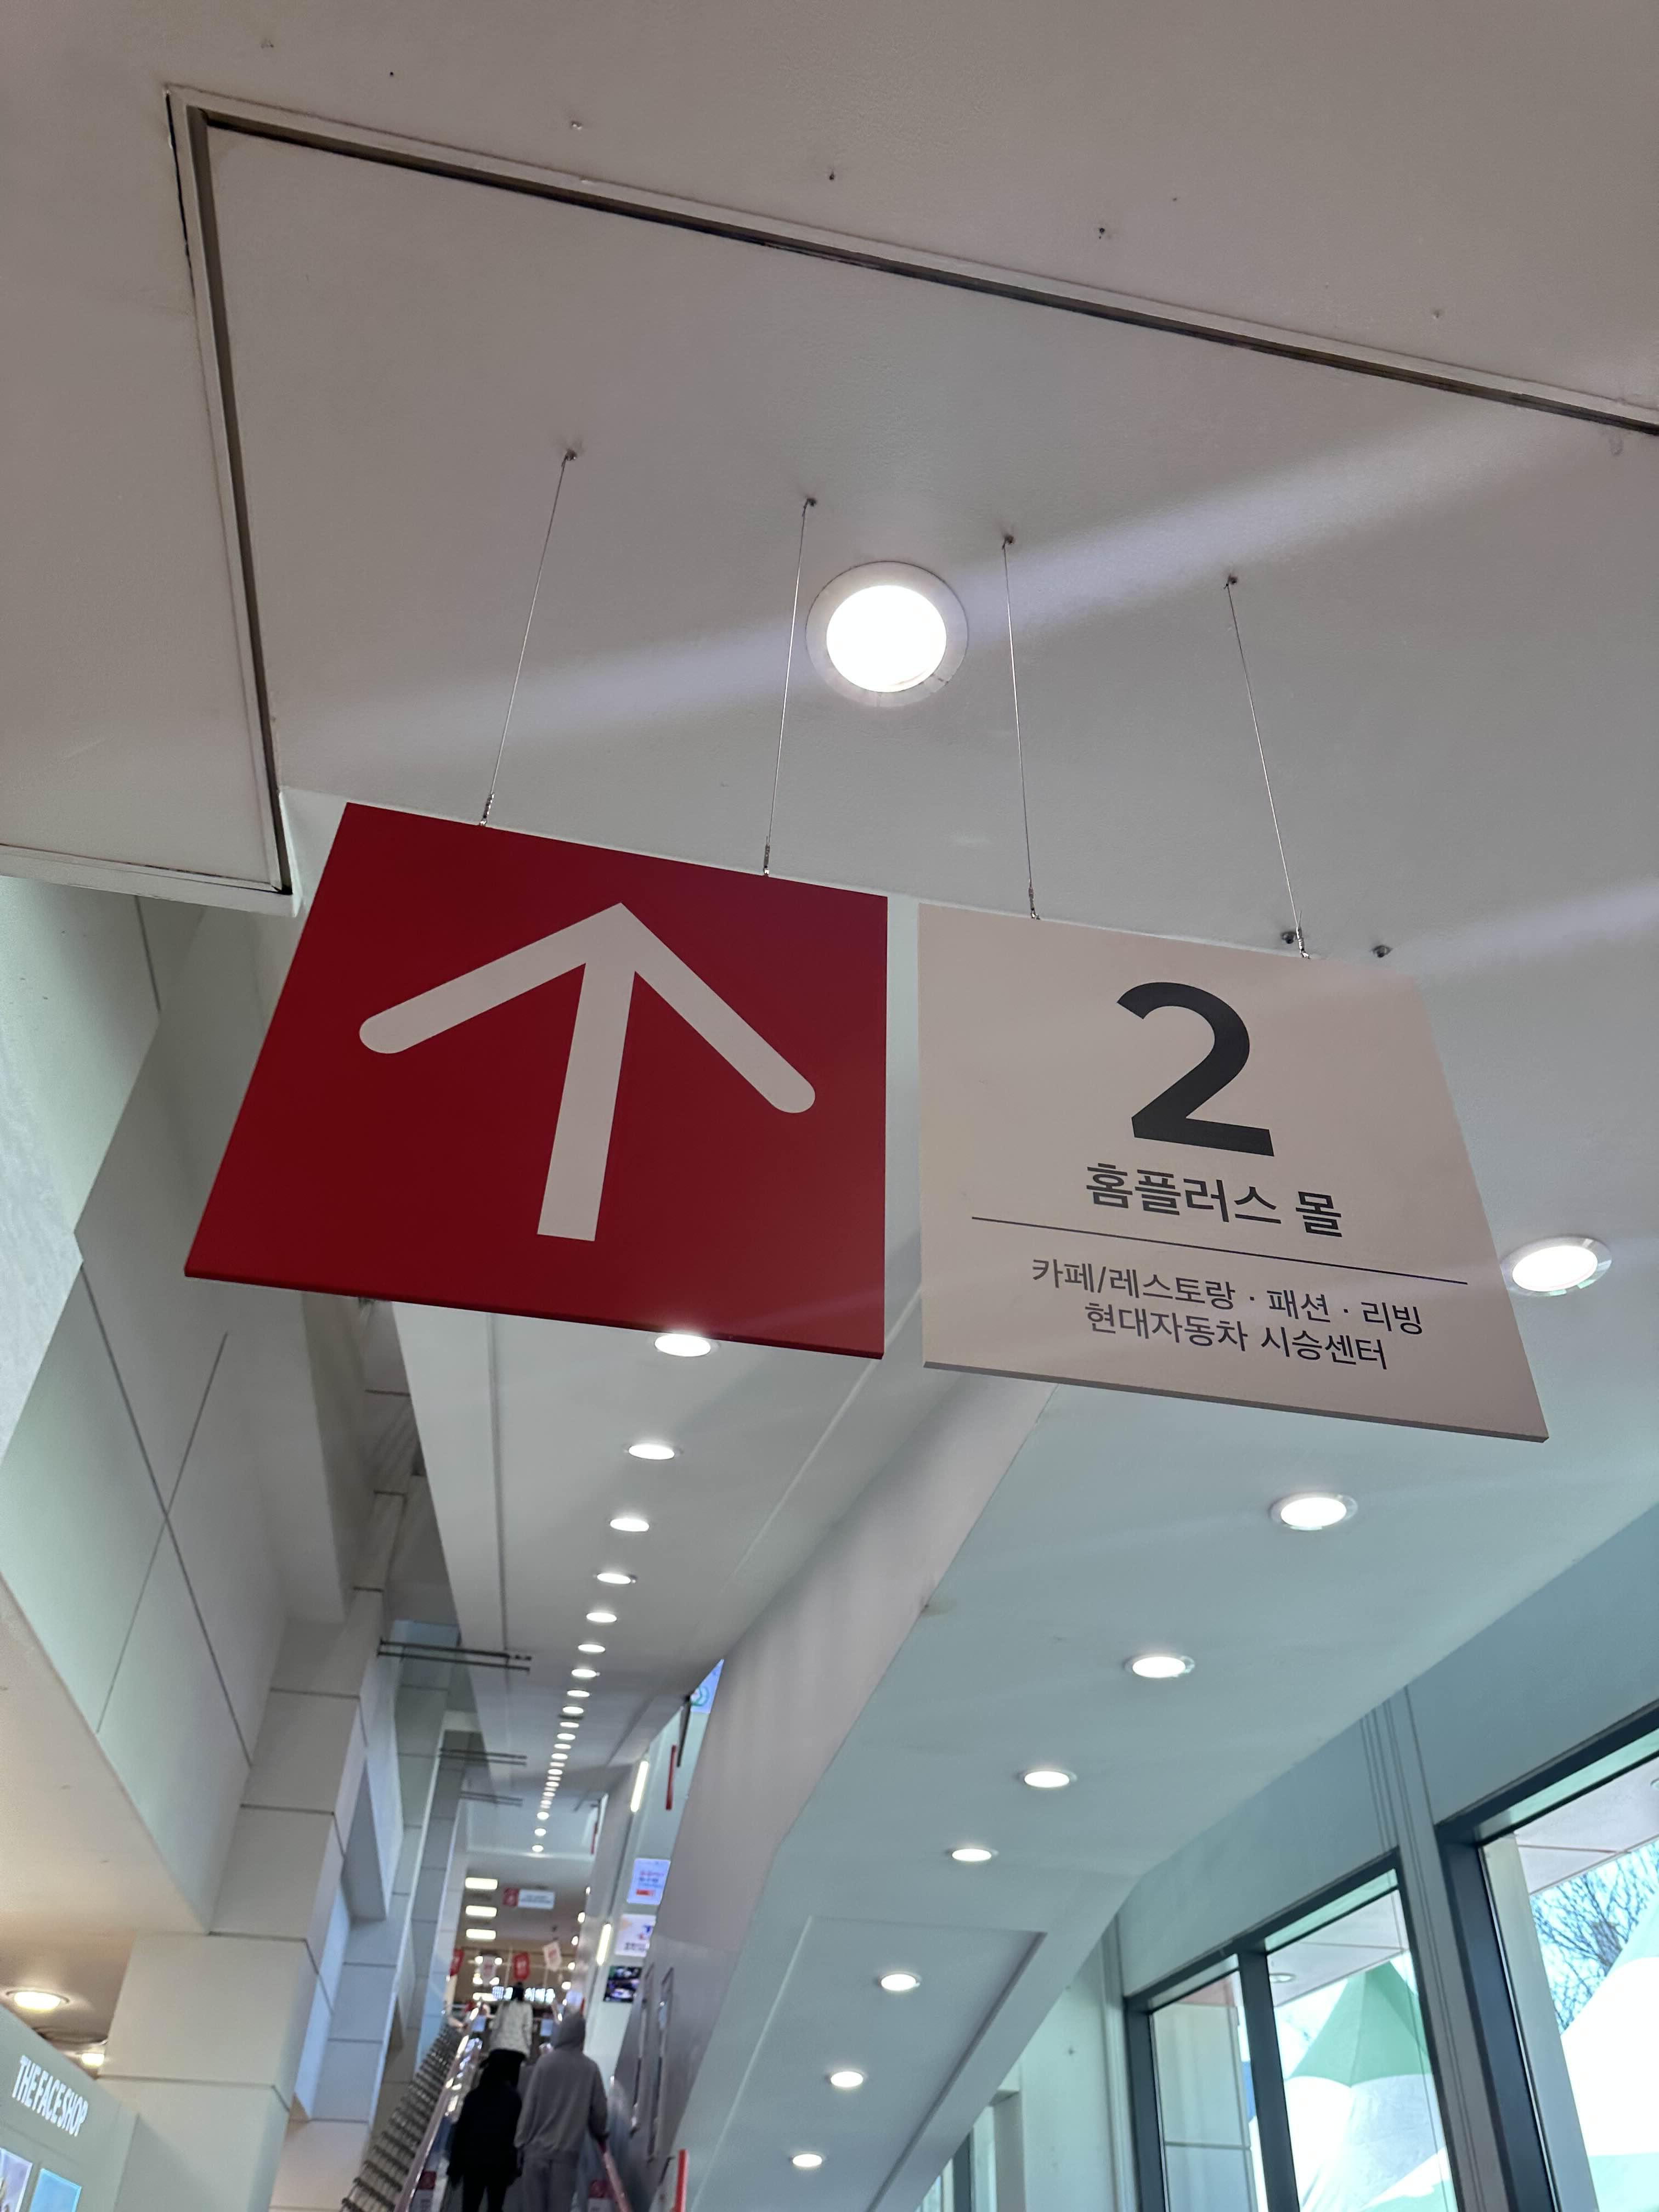 2
홈플러스 몰
카페/레스토랑 · 패션 · 리빙
현대자동차 시승센터
THE FACE SHOP